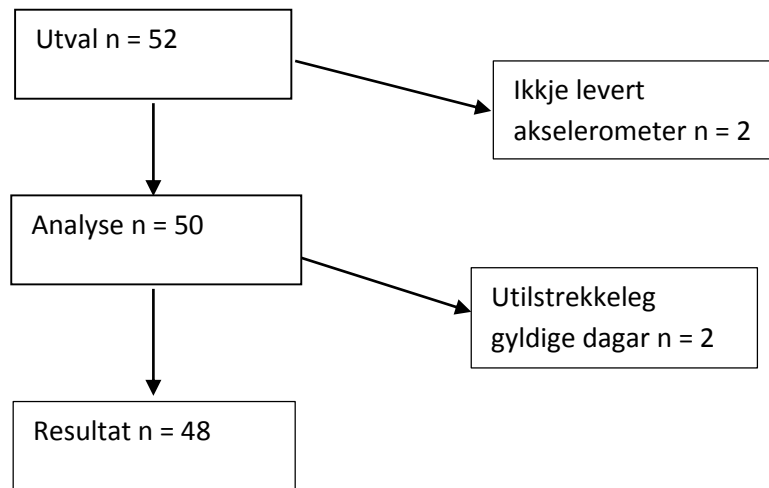 Utval n = 52
Ikkje levert
akselerometer n = 2
Analyse n = 50
Utilstrekkeleg
gyldige dagar n = 2
Resultat n = 48